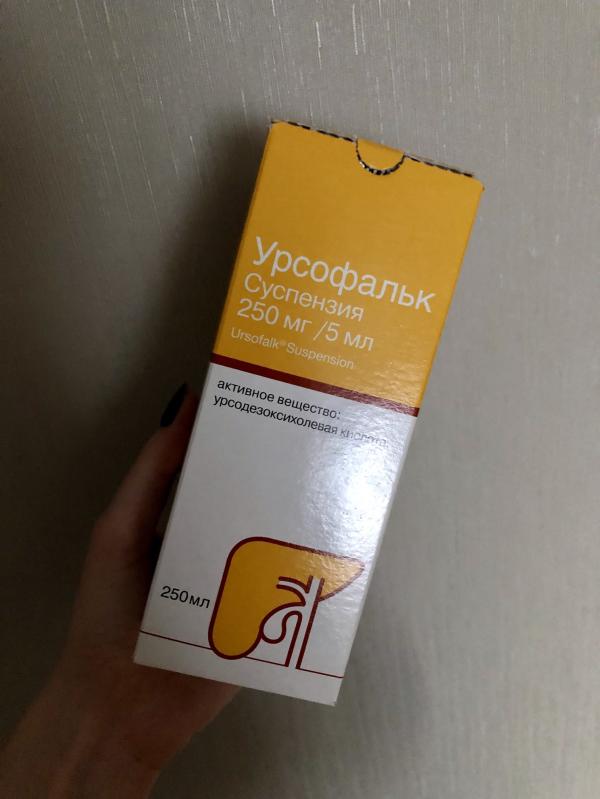 Урсофальк
Суспензия
250 мг /5 мл
Ursofalk® Suspension
активное вещество:
урсодезоксихолевая кислота
250 мл